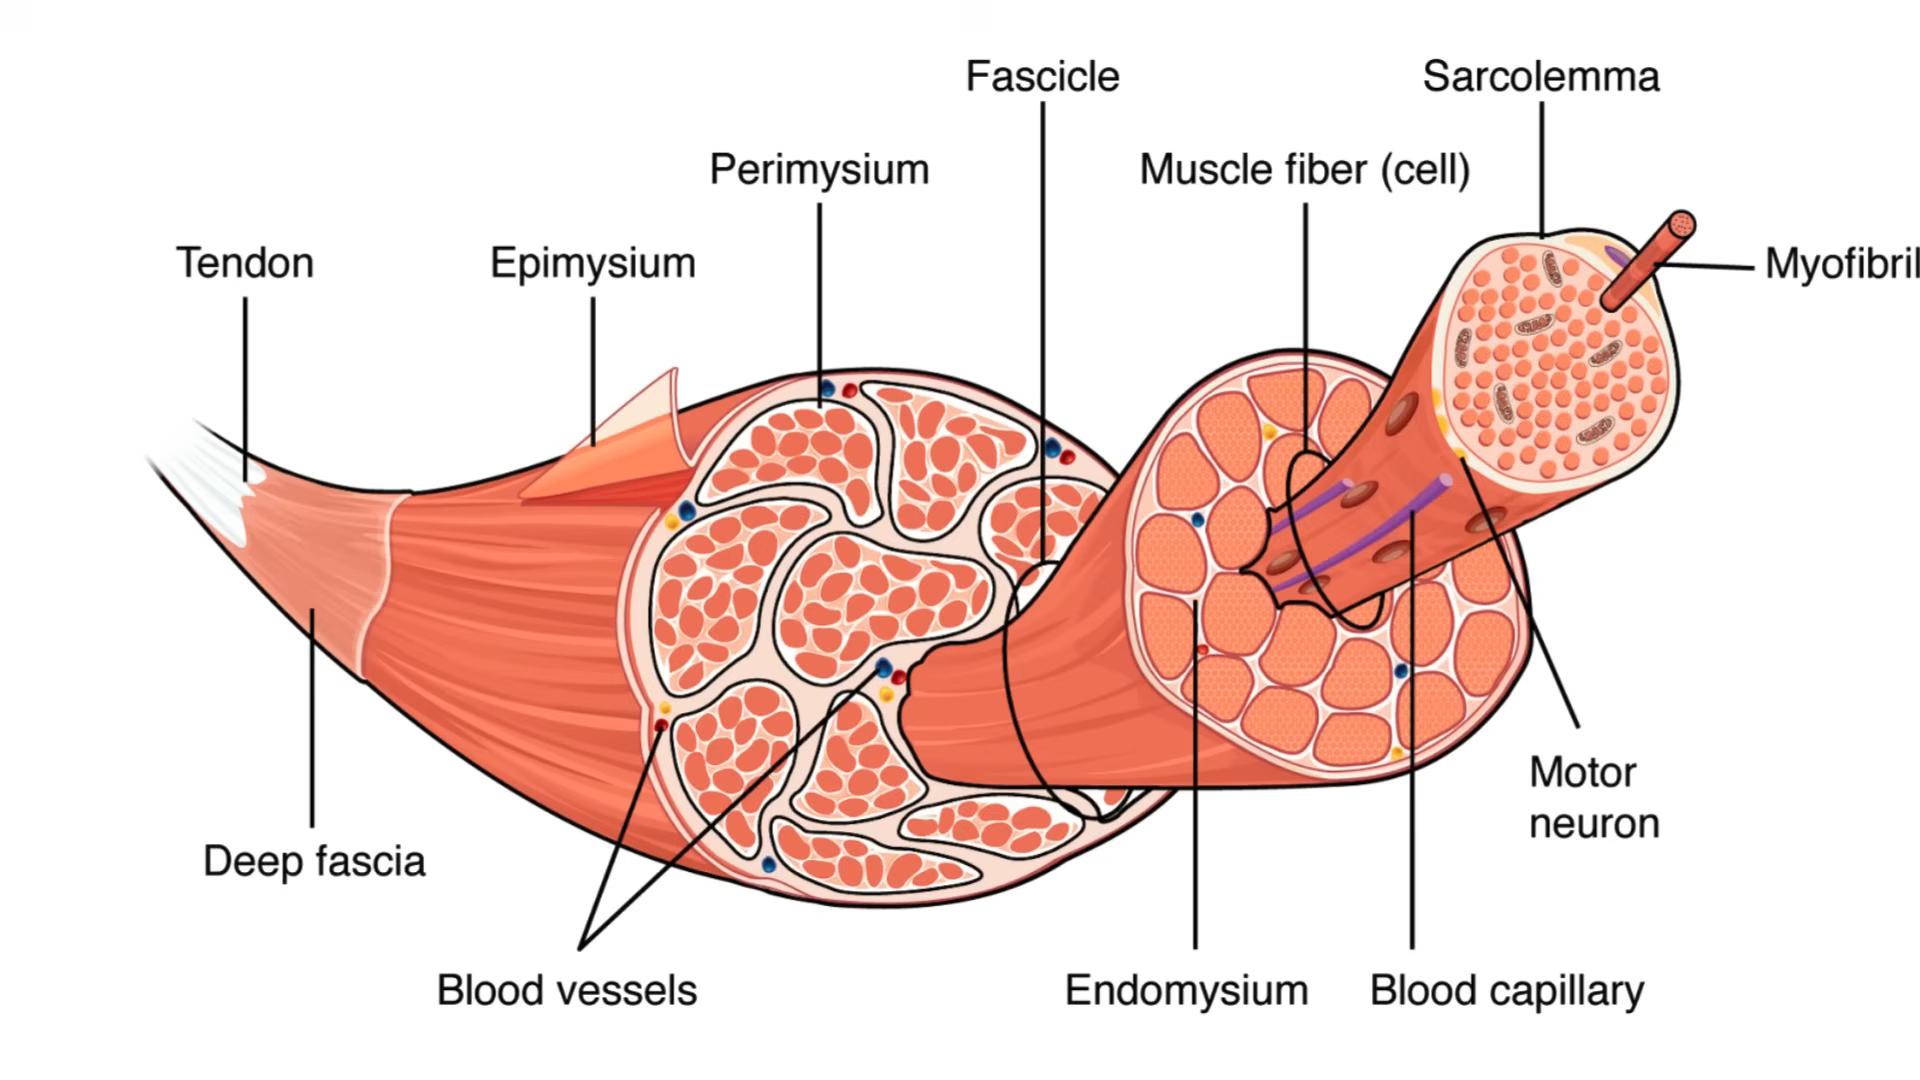 Fascicle
Sarcolemma
Perimysium
Muscle fiber (cell)
Tendon
Epimysium
Myofibril
Motor
neuron
Deep fascia
Blood vessels
Endomysium
Blood capillary